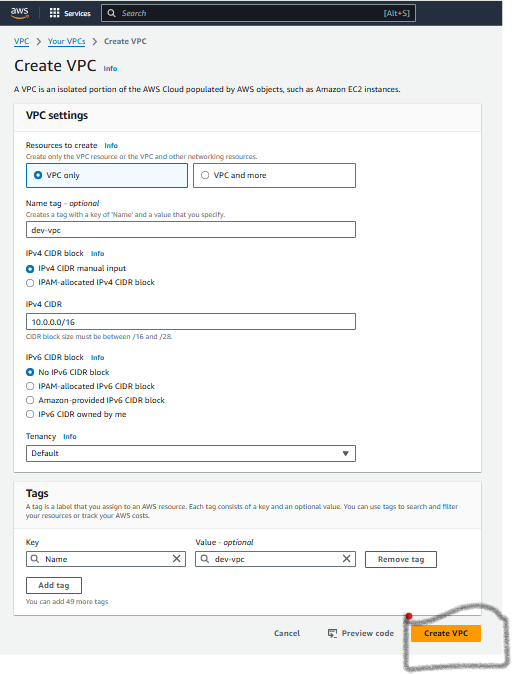 aws Services Search [Alt+S]
VPC > Your VPCs > Create VPC
Create VPC Info
A VPC is an isolated portion of the AWS Cloud populated by AWS objects, such as Amazon EC2 instances.
VPC settings
Resources to create Info
Create only the VPC resource or the VPC and other networking resources.
VPC only VPC and more
Name tag - optional
Creates a tag with a key of 'Name' and a value that you specify.
dev-vpc
IPv4 CIDR block Info
IPv4 CIDR manual input
IPAM-allocated IPv4 CIDR block
IPv4 CIDR
10.0.0.0/16
CIDR block size must be between /16 and /28.
IPv6 CIDR block Info
No IPv6 CIDR block
IPAM-allocated IPv6 CIDR block
Amazon-provided IPv6 CIDR block
IPv6 CIDR owned by me
Tenancy Info
Default
Tags
A tag is a label that you assign to an AWS resource. Each tag consists of a key and an optional value. You can use tags to search and filter
your resources or track your AWS costs.
Key Value - optional
Name dev-vpc Remove tag
Add tag
You can add 49 more tags
Cancel Preview code Create VPC